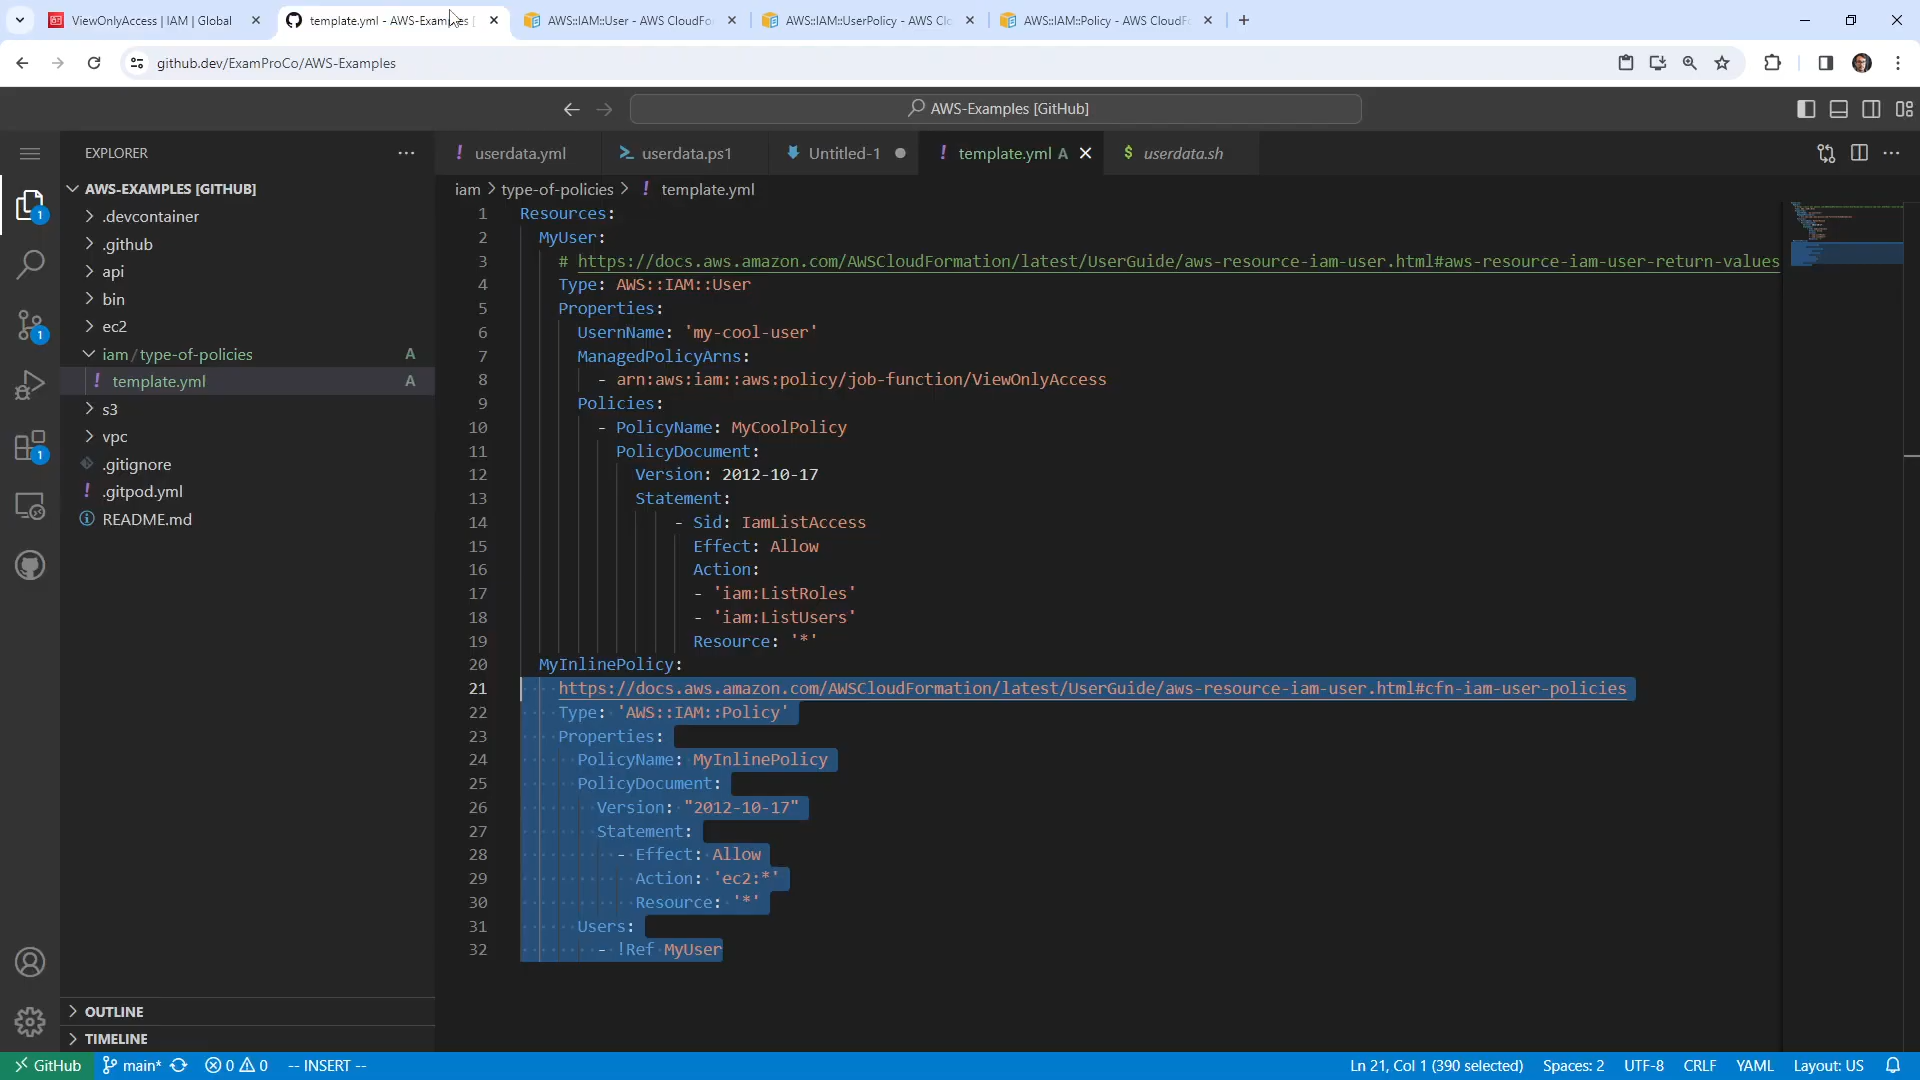 ViewOnlyAccess | IAM | Global
template.yml - AWS-Examples [
AWS::IAM::User - AWS CloudFo
AWS::IAM::UserPolicy - AWS Cl
AWS::IAM::Policy - AWS CloudF
github.dev/ExamProCo/AWS-Examples
AWS-Examples [GitHub]
EXPLORER
userdata.yml
userdata.ps1
Untitled-1
template.yml A
userdata.sh
AWS-EXAMPLES [GITHUB]
iam > type-of-policies > ! template.yml
.devcontainer
.github
api
bin
ec2
iam/type-of-policies A
template.yml A
s3
vpc
.gitignore
.gitpod.yml
README.md
1 Resources:
2 MyUser:
3 # https://docs.aws.amazon.com/AWSCloudFormation/latest/UserGuide/aws-resource-iam-user.html#aws-resource-iam-user-return-values
4 Type: AWS::IAM::User
5 Properties:
6 UsernName: 'my-cool-user'
7 ManagedPolicyArns:
8 - arn:aws:iam::aws:policy/job-function/ViewOnlyAccess
9 Policies:
10 - PolicyName: MyCoolPolicy
11 PolicyDocument:
12 Version: 2012-10-17
13 Statement:
14 - Sid: IamListAccess
15 Effect: Allow
16 Action:
17 - 'iam:ListRoles'
18 - 'iam:ListUsers'
19 Resource: '*'
20 MyInlinePolicy:
21 https://docs.aws.amazon.com/AWSCloudFormation/latest/UserGuide/aws-resource-iam-user.html#cfn-iam-user-policies
22 Type: 'AWS::IAM::Policy'
23 Properties:
24 PolicyName: MyInlinePolicy
25 PolicyDocument:
26 Version: "2012-10-17"
27 Statement:
28 - Effect: Allow
29 Action: 'ec2:*'
30 Resource: '*'
31 Users:
32 - !Ref MyUser
1
1
1
OUTLINE
TIMELINE
GitHub
main*
0
0
-- INSERT --
Ln 21, Col 1 (390 selected)
Spaces: 2
UTF-8
CRLF
YAML
Layout: US